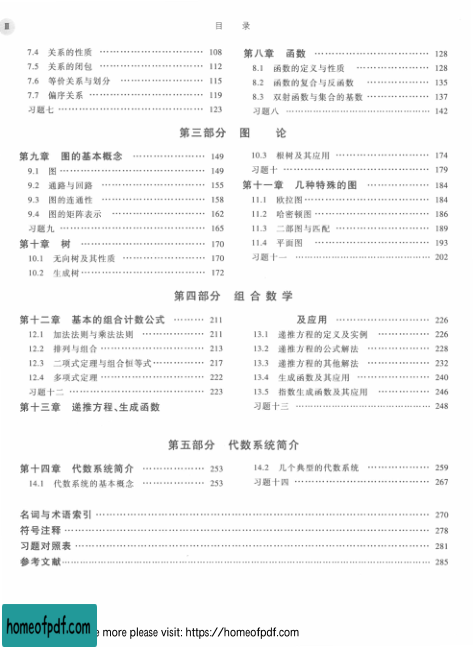 Ⅱ
目 录
7.4 关系的性质 ………………………… 108
7.5 关系的闭包 ………………………… 112
7.6 等价关系与划分 …………………… 115
7.7 偏序关系 …………………………… 119
习题七 …………………………………… 123
第八章 函数 …………………………… 128
8.1 函数的定义与性质 ………………… 128
8.2 函数的复合与反函数 ……………… 135
8.3 双射函数与集合的基数 …………… 137
习题八 …………………………………… 142
第三部分 图 论
第九章 图的基本概念 ………………… 149
9.1 图 …………………………………… 149
9.2 通路与回路 ………………………… 155
9.3 图的连通性 ………………………… 158
9.4 图的矩阵表示 ……………………… 162
习题九 …………………………………… 165
第十章 树 ……………………………… 170
10.1 无向树及其性质 ………………… 170
10.2 生成树 …………………………… 172
10.3 根树及其应用 …………………… 174
习题十 …………………………………… 179
第十一章 几种特殊的图 ……………… 184
11.1 欧拉图 …………………………… 184
11.2 哈密顿图 ………………………… 186
11.3 二部图与匹配 …………………… 189
11.4 平面图 …………………………… 193
习题十一 ………………………………… 202
第四部分 组合数学
第十二章 基本的组合计数公式 ……… 211
12.1 加法法则与乘法法则 …………… 211
12.2 排列与组合 ……………………… 213
12.3 二项式定理与组合恒等式 ……… 217
12.4 多项式定理 ……………………… 222
习题十二 ………………………………… 223
第十三章 递推方程、生成函数
及应用 ………………………………… 226
13.1 递推方程的定义及实例 ………… 226
13.2 递推方程的公式解法 …………… 228
13.3 递推方程的其他解法 …………… 232
13.4 生成函数及其应用 ……………… 240
13.5 指数生成函数及其应用 ………… 246
习题十三 ………………………………… 248
第五部分 代数系统简介
第十四章 代数系统简介 ……………… 253
14.1 代数系统的基本概念 …………… 253
14.2 几个典型的代数系统 …………… 259
习题十四 ………………………………… 267
名词与术语索引 ………………………… 270
符号注释 ………………………………… 278
习题对照表 ……………………………… 281
参考文献 ………………………………… 285
homeofpdf.com
more please visit: https://homeofpdf.com